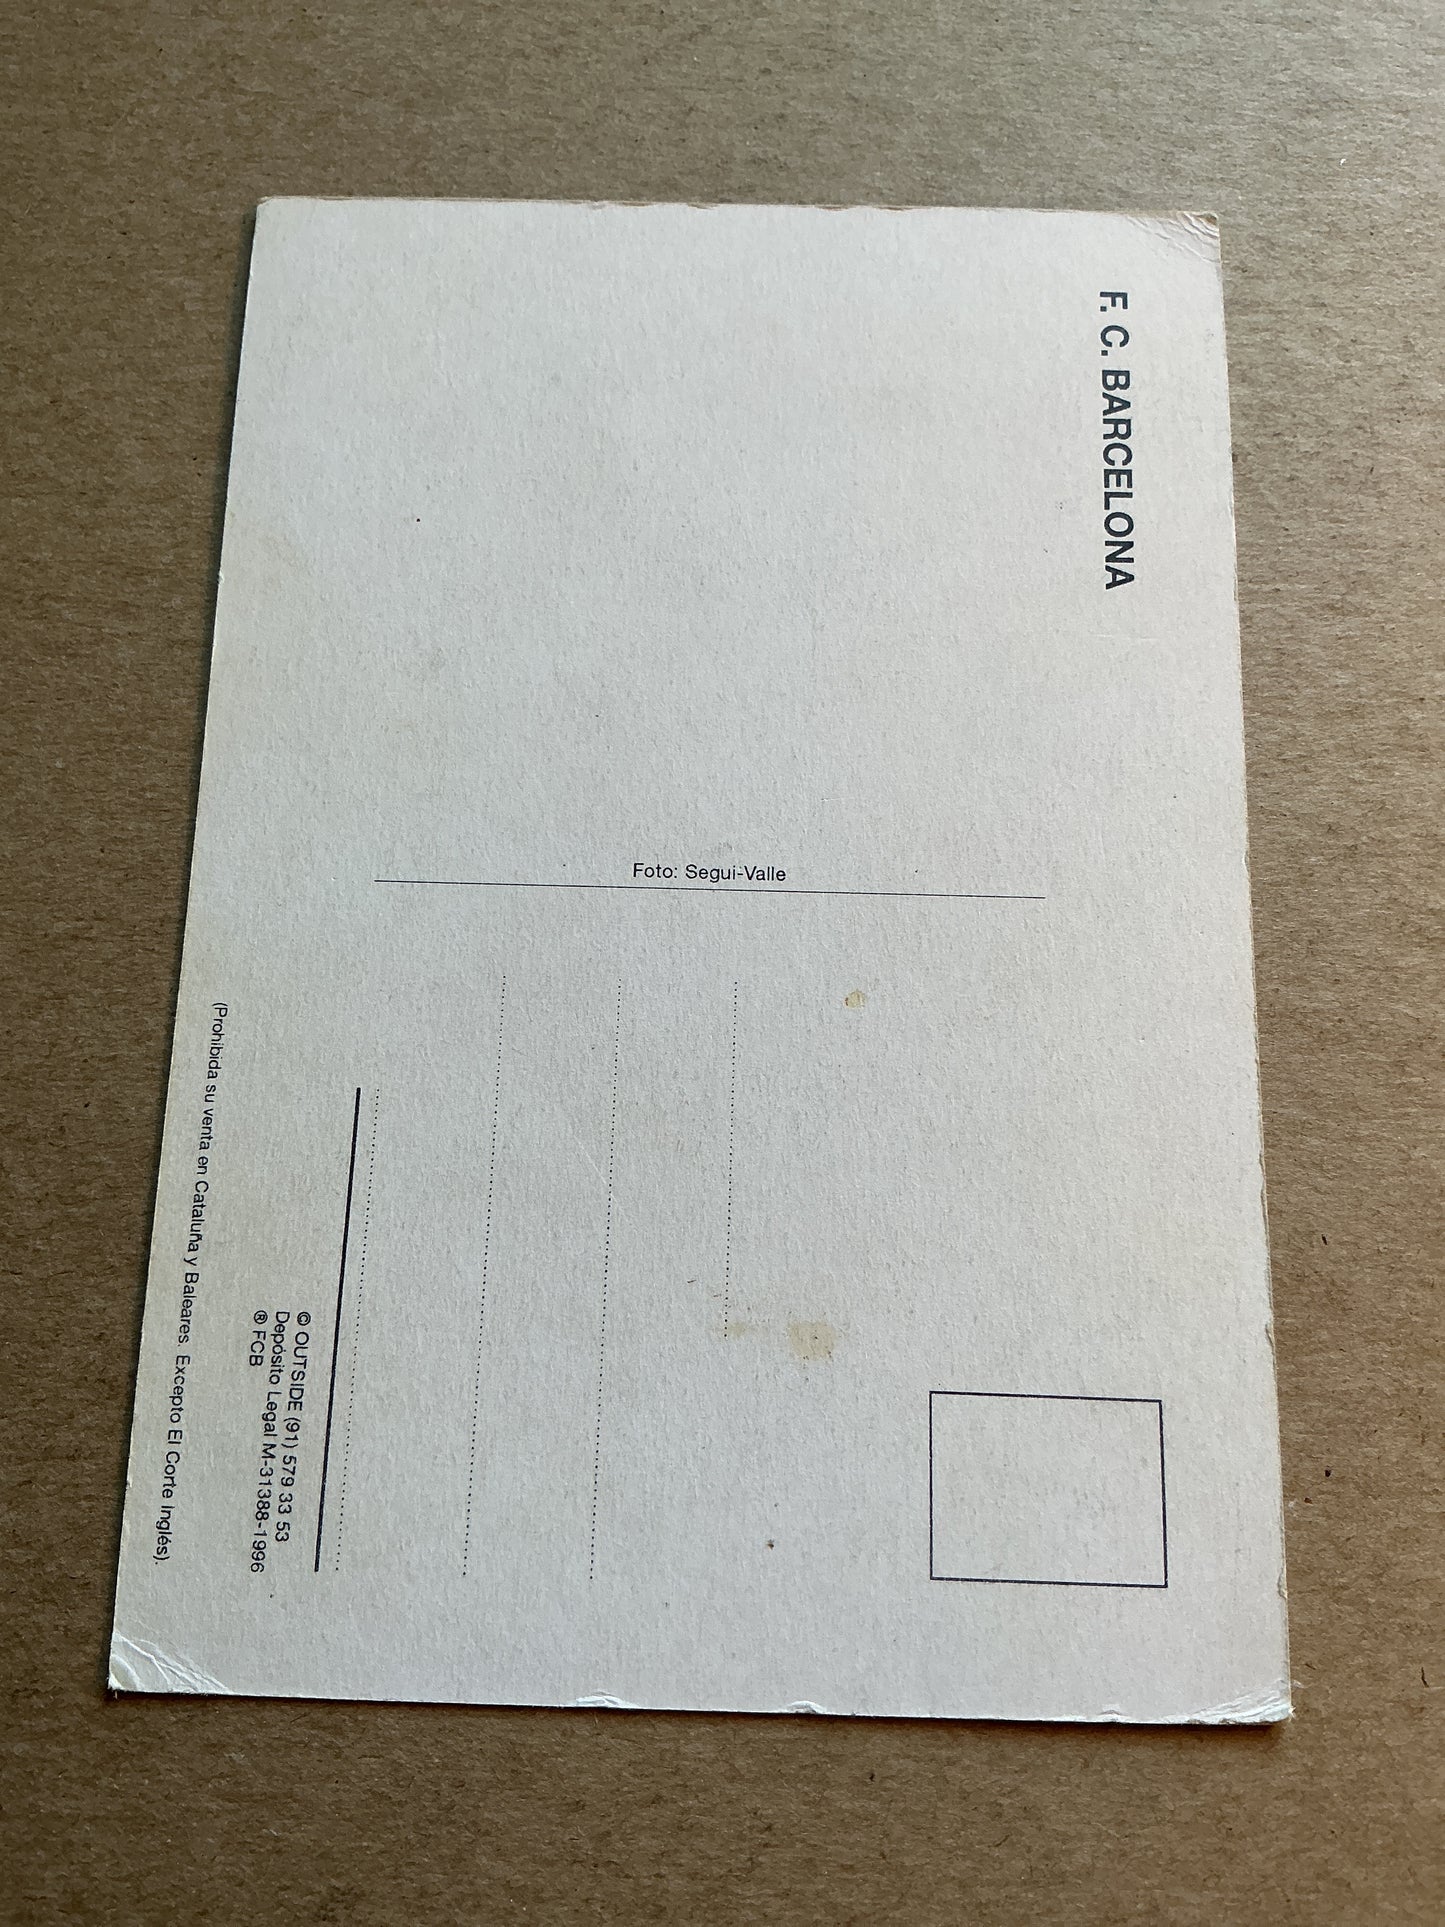 F. C. BARCELONA
Foto: Segui-Valle
© OUTSIDE (91) 579 33 53
Depósito Legal M-31388-1996
® FCB
(Prohibida su venta en Cataluña y Baleares. Excepto El Corte Inglés).